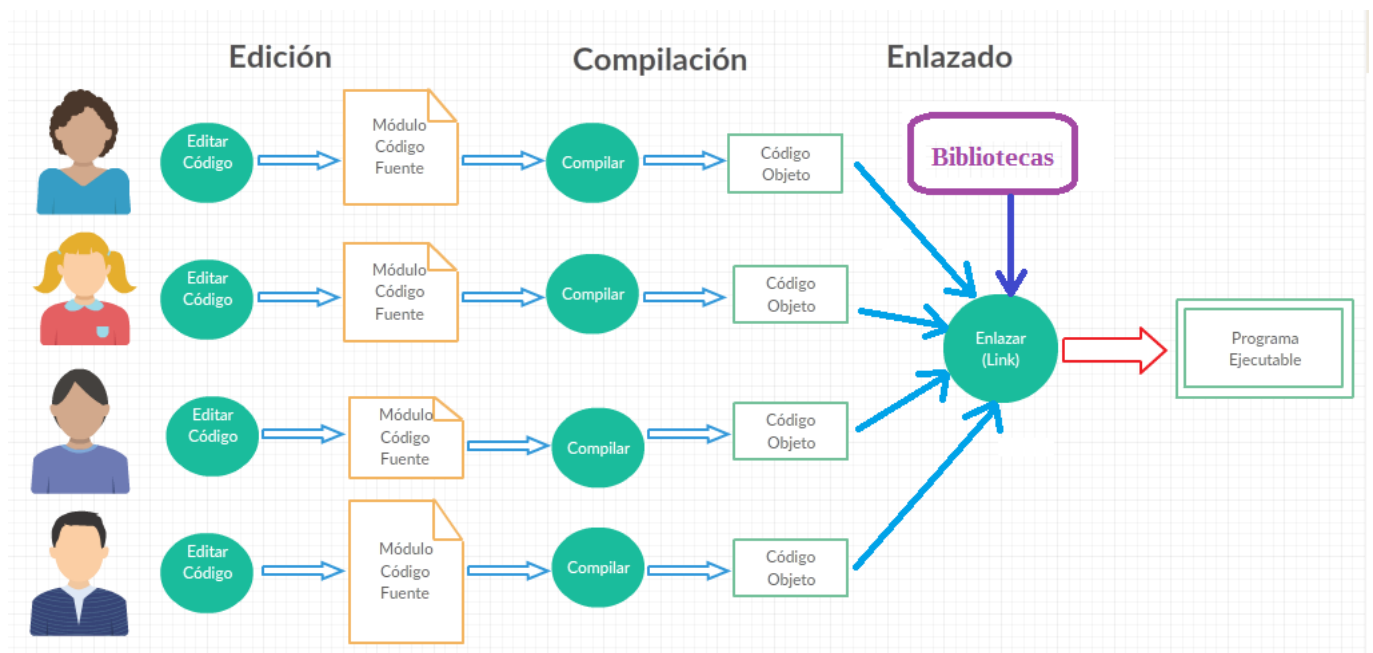 Edición
Compilación
Enlazado
Editar
Código
Módulo
Código
Fuente
Compilar
Código
Objeto
Bibliotecas
Editar
Código
Módulo
Código
Fuente
Compilar
Código
Objeto
Enlazar
(Link)
Programa
Ejecutable
Editar
Código
Módulo
Código
Fuente
Compilar
Código
Objeto
Editar
Código
Módulo
Código
Fuente
Compilar
Código
Objeto